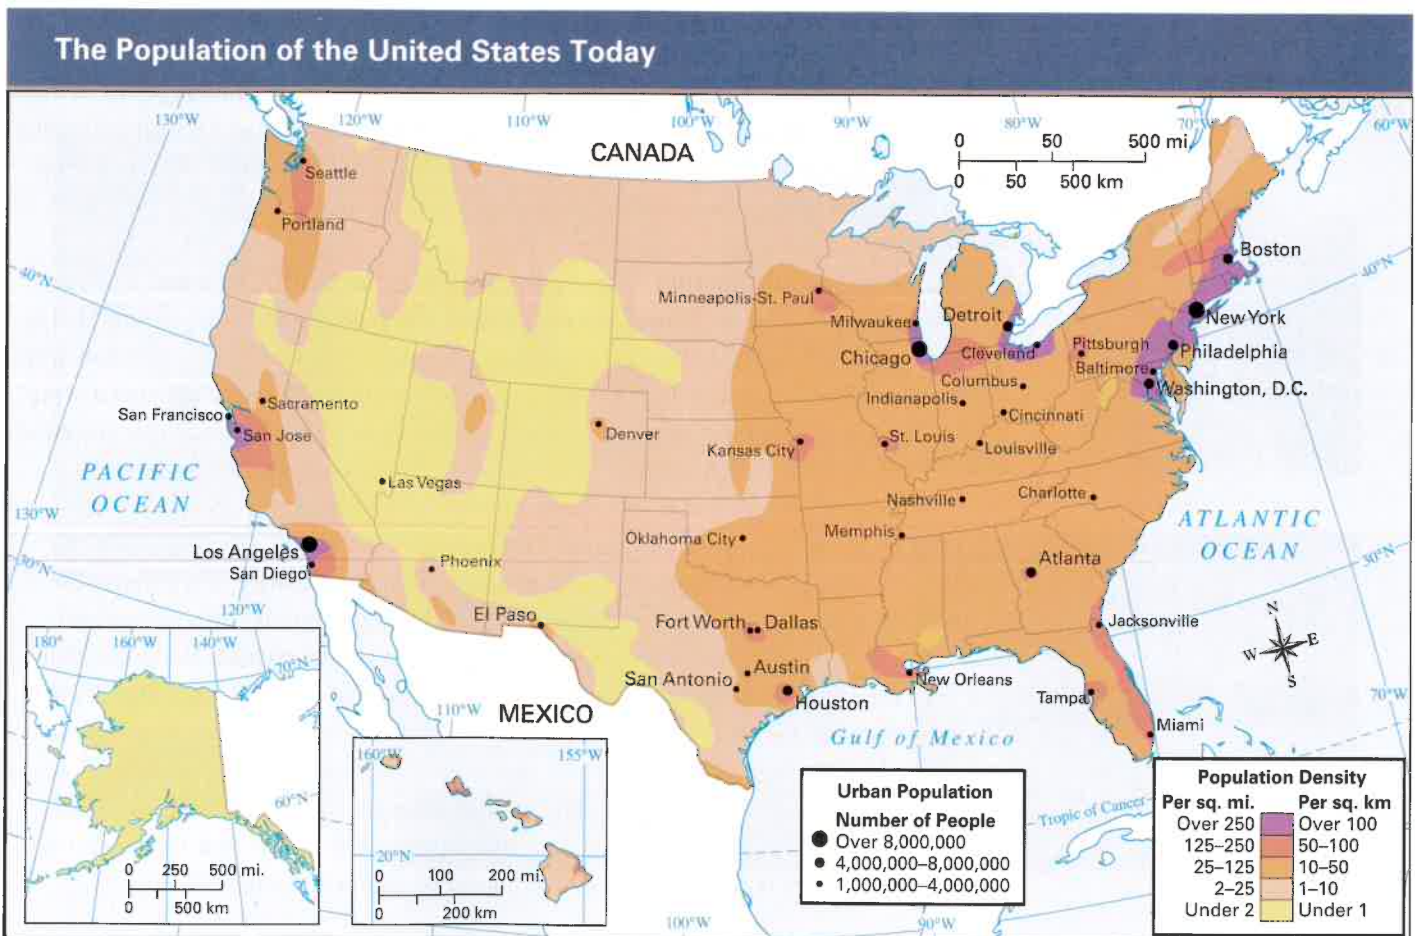 The Population of the United States Today
130°W
120°W
110°W
100°W
90°W
80°W
70°W
60°W
CANADA
0 50 500 mi.
0 50 500 km
Seattle
Portland
Boston
40°N
40°N
Minneapolis-St. Paul
Milwaukee
Detroit
New York
Chicago
Cleveland
Pittsburgh
Philadelphia
Baltimore
Columbus
Washington, D.C.
Indianapolis
Cincinnati
San Francisco
Sacramento
San Jose
Denver
Kansas City
St. Louis
Louisville
PACIFIC
OCEAN
Las Vegas
Nashville
Charlotte
130°W
ATLANTIC
OCEAN
Oklahoma City
Memphis
Los Angeles
San Diego
Phoenix
Atlanta
30°N
30°N
120°W
El Paso
Fort Worth
Dallas
Jacksonville
N
W E
S
180°
160°W
140°W
70°N
Austin
San Antonio
New Orleans
Houston
Tampa
70°W
110°W
MEXICO
Miami
Gulf of Mexico
160°W
155°W
60°N
20°N
0 250 500 mi.
0 500 km
0 100 200 mi.
0 200 km
100°W
90°W
Tropic of Cancer
Urban Population
Number of People
Over 8,000,000
4,000,000–8,000,000
1,000,000–4,000,000
Population Density
Per sq. mi. Per sq. km
Over 250 Over 100
125–250 50–100
25–125 10–50
2–25 1–10
Under 2 Under 1